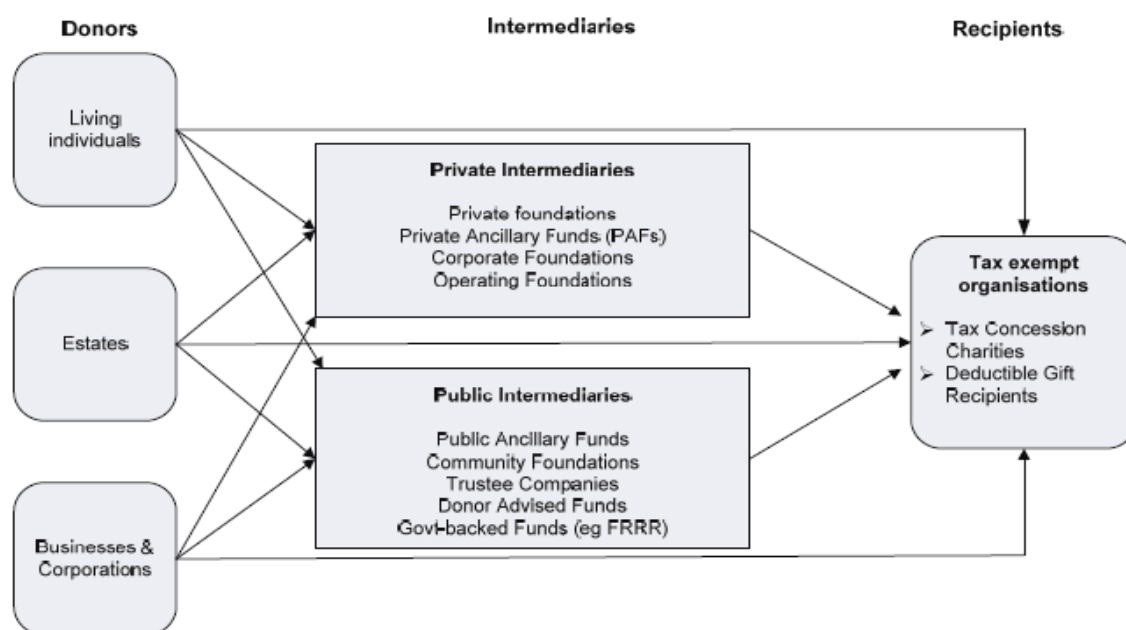 Donors
Intermediaries
Recipients
Living
individuals
Estates
Businesses &
Corporations
Private Intermediaries
Private foundations
Private Ancillary Funds (PAFs)
Corporate Foundations
Operating Foundations
Public Intermediaries
Public Ancillary Funds
Community Foundations
Trustee Companies
Donor Advised Funds
Govt-backed Funds (eg FRRR)
Tax exempt
organisations
➢ Tax Concession
Charities
➢ Deductible Gift
Recipients